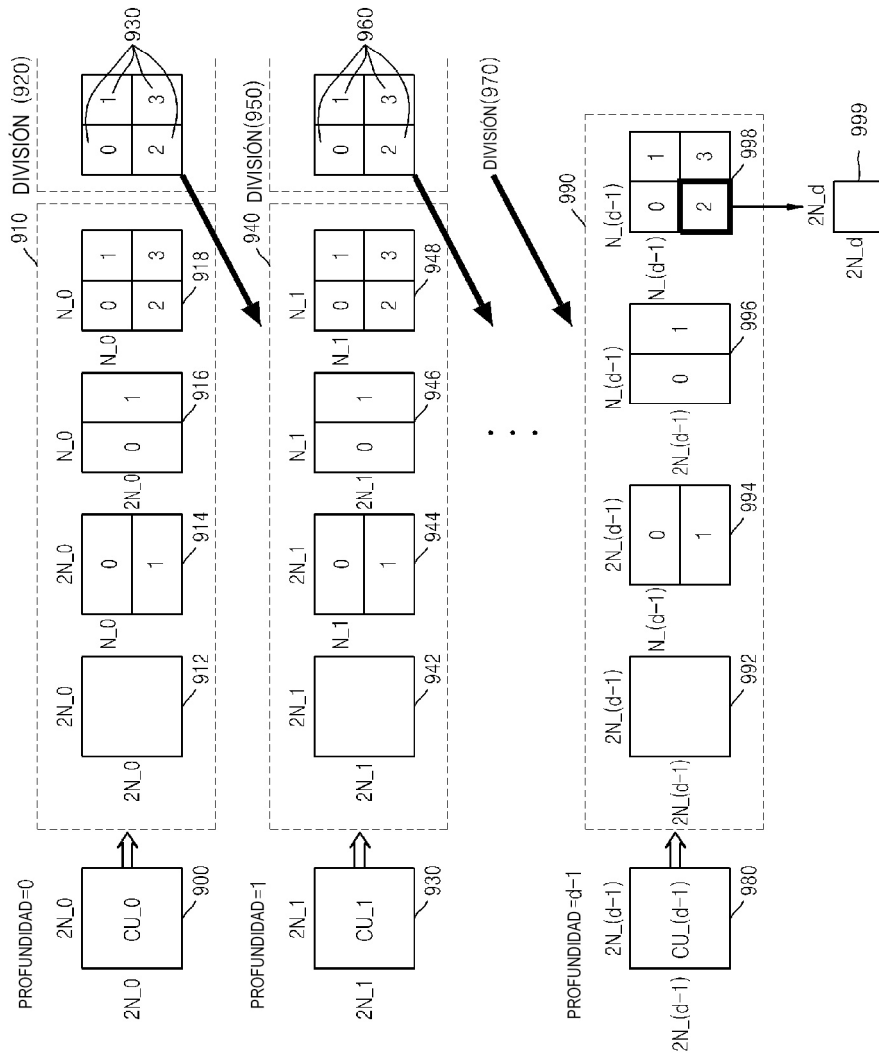 PROFUNDIDAD=0
2N_0
2N_0
CU_0
900
910
2N_0
2N_0
912
2N_0
N_0
0
1
914
N_0
2N_0
0
1
916
N_0
N_0
0
1
2
3
918
DIVISIÓN (920)
0
1
2
3
930
PROFUNDIDAD=1
2N_1
2N_1
CU_1
930
940
2N_1
2N_1
942
2N_1
N_1
0
1
944
N_1
2N_1
0
1
946
N_1
N_1
0
1
2
3
948
DIVISIÓN(950)
0
1
2
3
960
. . .
DIVISIÓN(970)
PROFUNDIDAD=d-1
2N_(d-1)
2N_(d-1)
CU_(d-1)
980
990
2N_(d-1)
2N_(d-1)
992
2N_(d-1)
N_(d-1)
0
1
994
N_(d-1)
2N_(d-1)
0
1
996
N_(d-1)
N_(d-1)
0
1
2
3
998
2N_d
2N_d
999